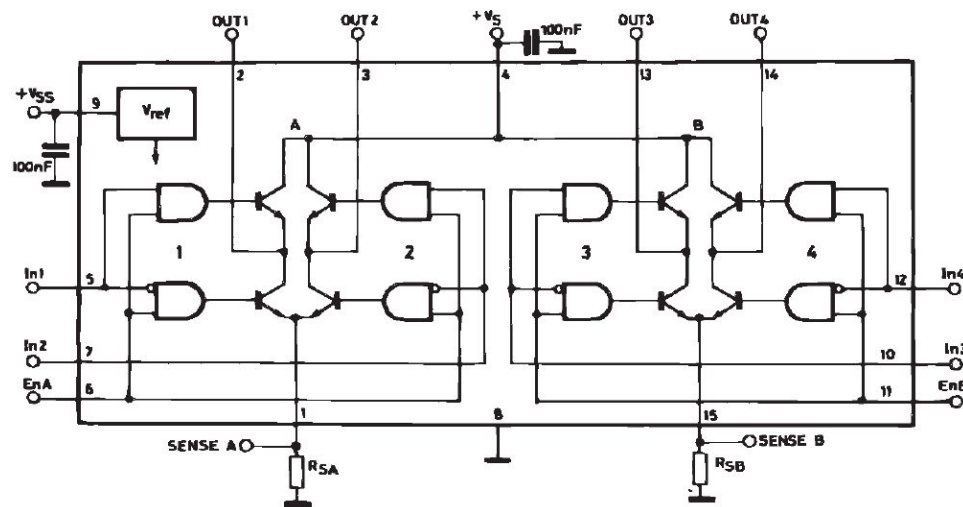 OUT1
OUT2
+VS
100nF
OUT3
OUT4
2
3
4
13
14
+VSS
9
Vref
100nF
A
B
1
2
3
4
In1
5
12
In4
In2
7
10
In3
EnA
6
11
EnB
1
8
15
SENSE A
RSA
SENSE B
RSB